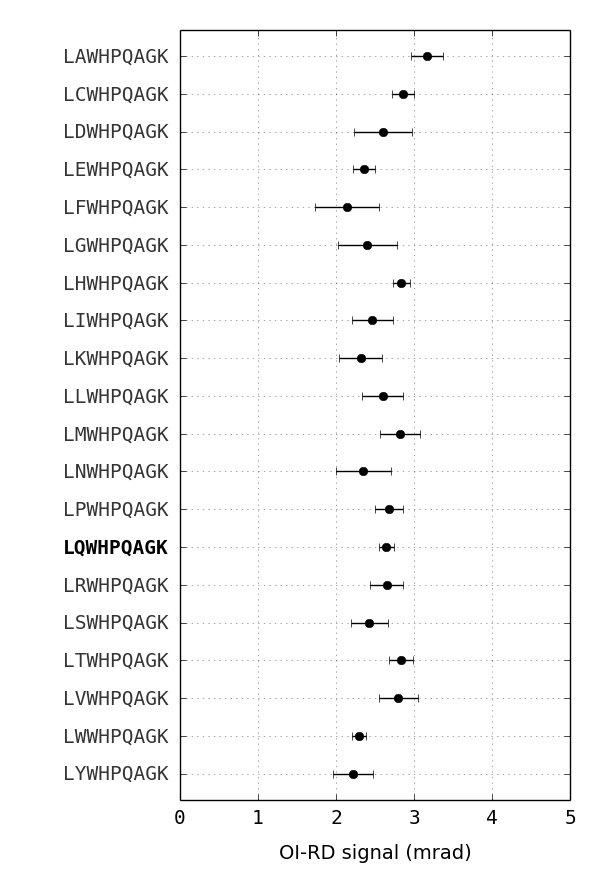 LAWHPQAGK
LCWHPQAGK
LDWHPQAGK
LEWHPQAGK
LFWHPQAGK
LGWHPQAGK
LHWHPQAGK
LIWHPQAGK
LKWHPQAGK
LLWHPQAGK
LMWHPQAGK
LNWHPQAGK
LPWHPQAGK
LQWHPQAGK
LRWHPQAGK
LSWHPQAGK
LTWHPQAGK
LVWHPQAGK
LWWHPQAGK
LYWHPQAGK
0 1 2 3 4 5
OI-RD signal (mrad)